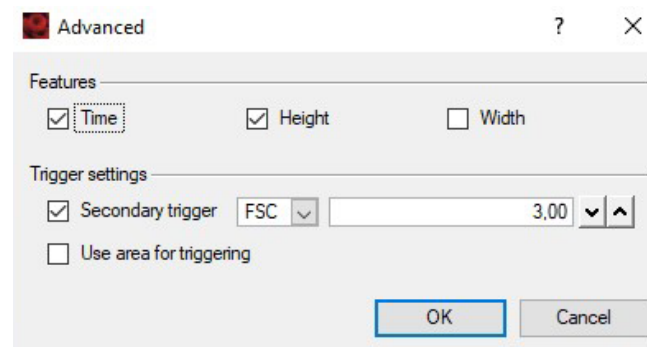 Advanced ?
Features
Time Height Width
Trigger settings
Secondary trigger FSC 3,00
Use area for triggering
OK Cancel